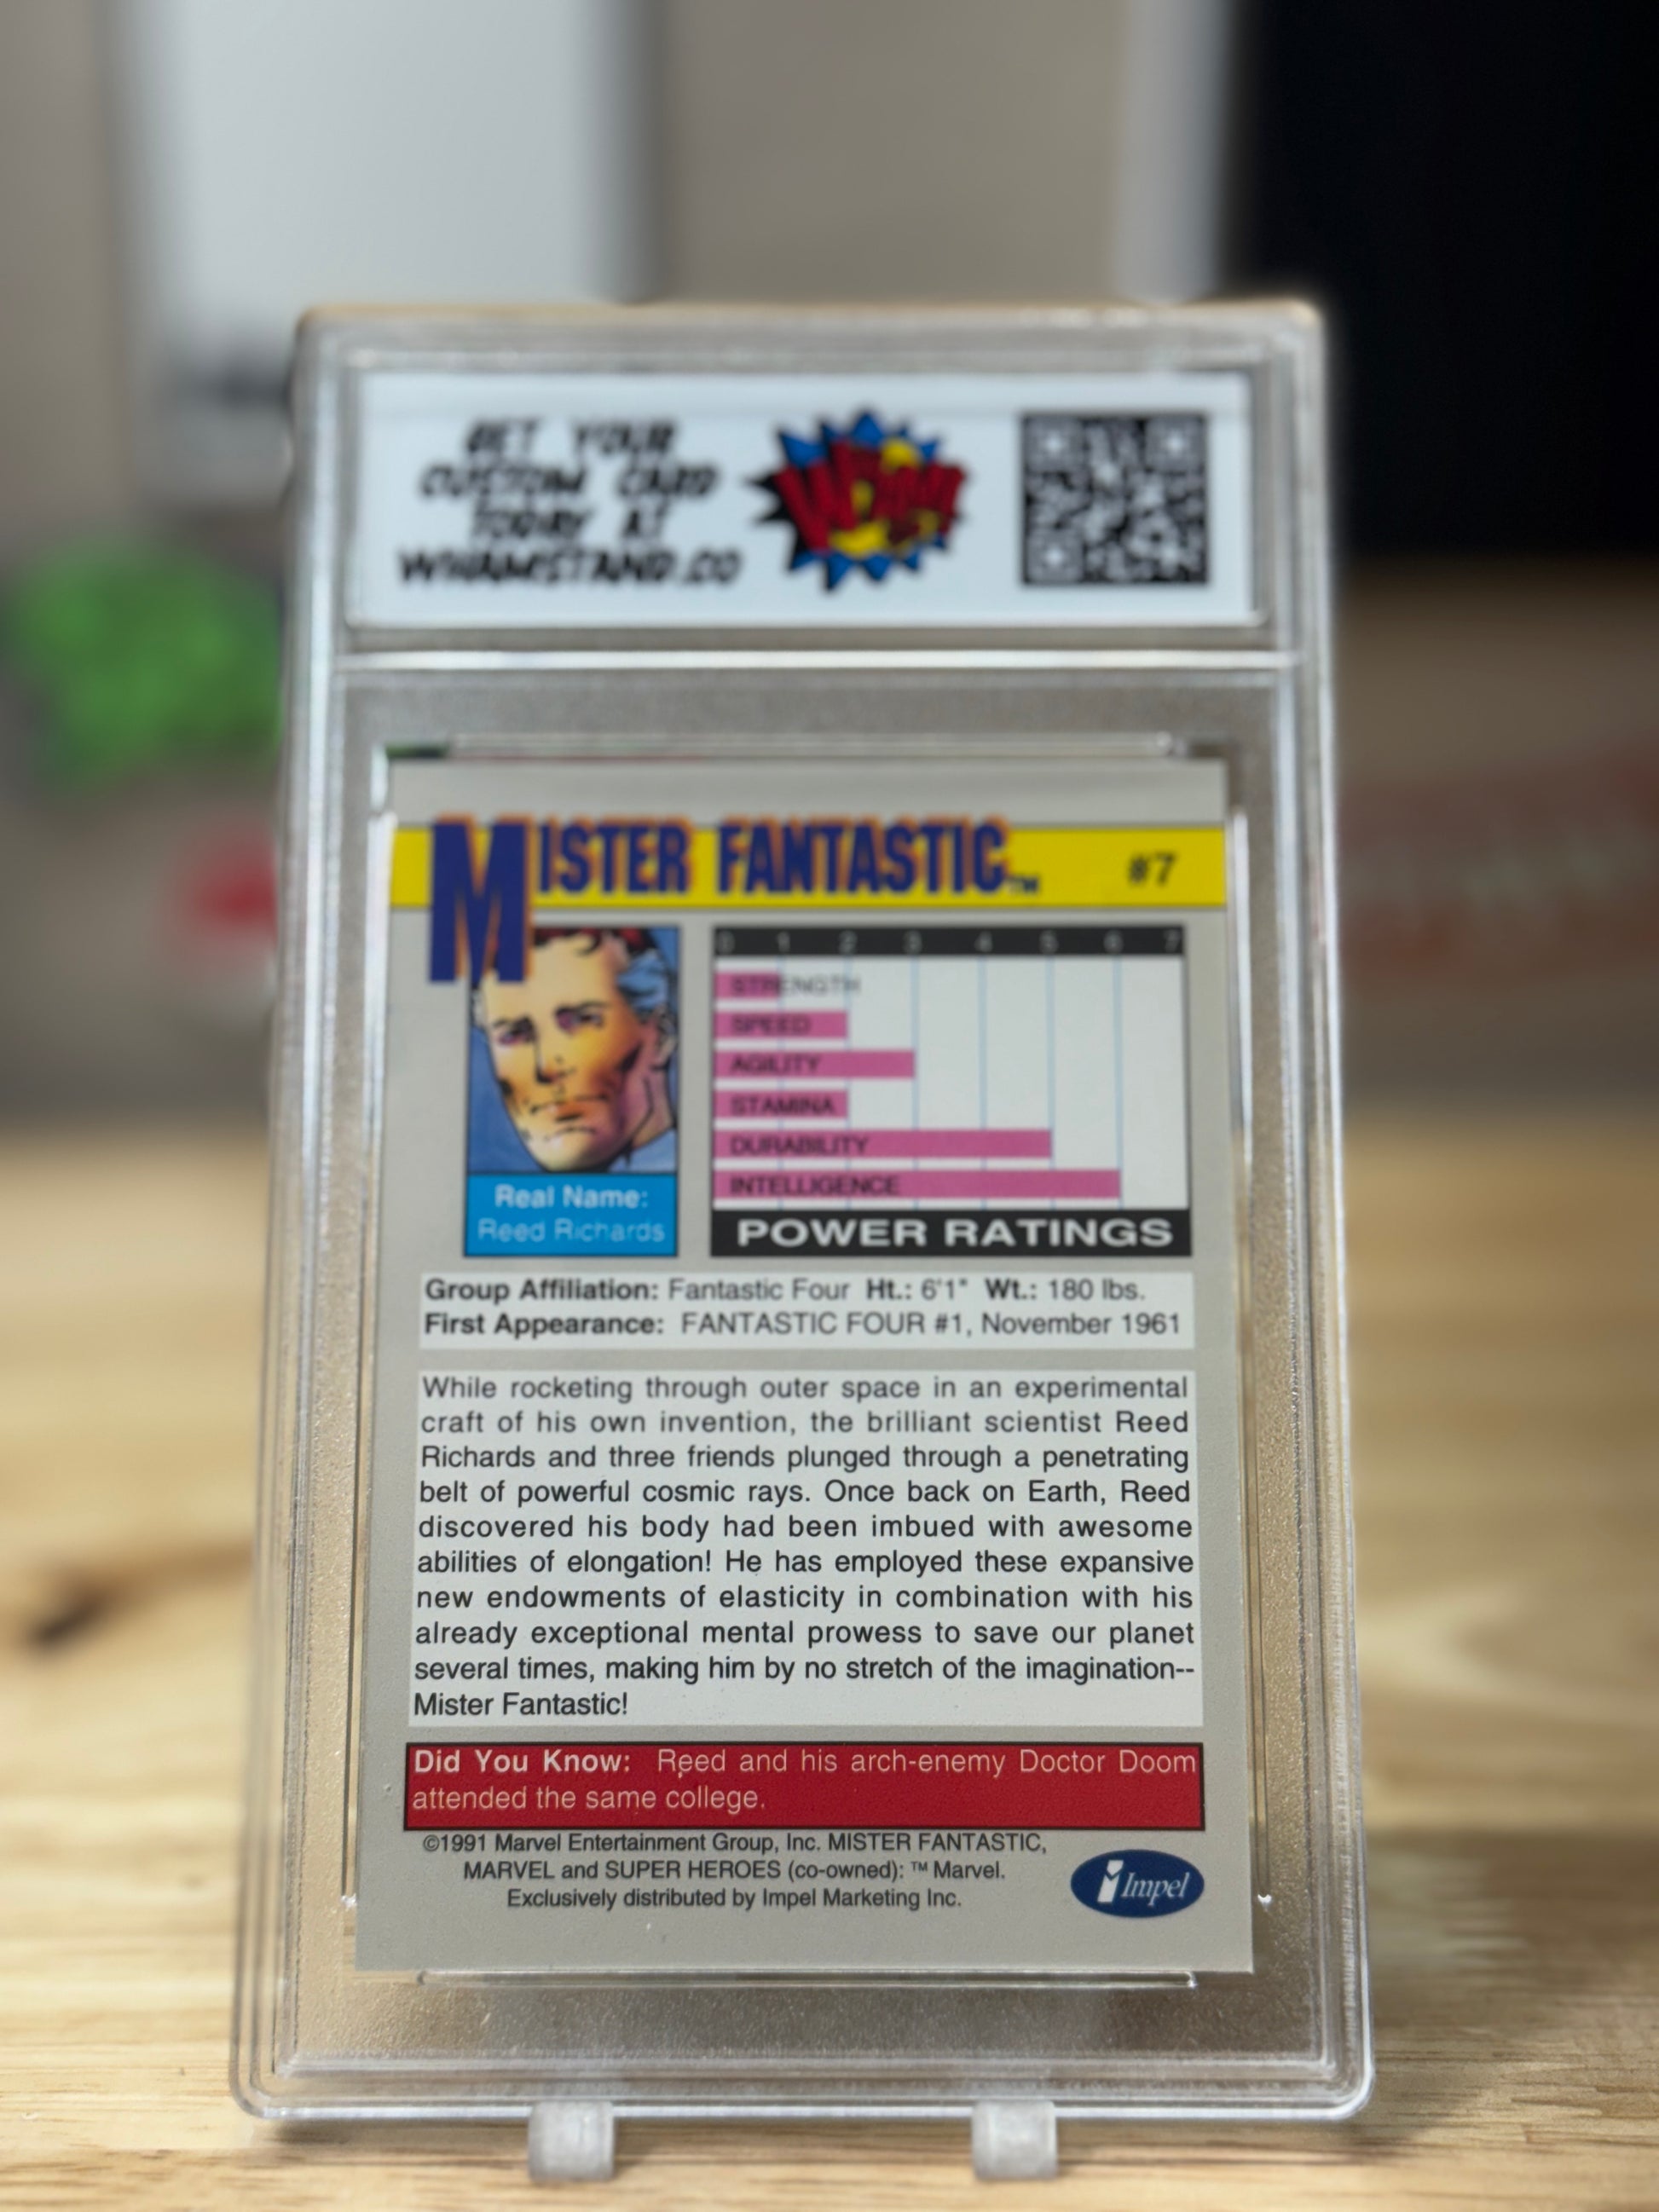 GET YOUR
CUSTOM CARD
TODAY AT
WHAMSTAND.CO
WHAM!
MISTER FANTASTIC™ #7
0 1 2 3 4 5 6 7
STRENGTH
SPEED
AGILITY
STAMINA
DURABILITY
INTELLIGENCE
POWER RATINGS
Real Name:
Reed Richards
Group Affiliation: Fantastic Four Ht.: 6'1" Wt.: 180 lbs.
First Appearance: FANTASTIC FOUR #1, November 1961
While rocketing through outer space in an experimental
craft of his own invention, the brilliant scientist Reed
Richards and three friends plunged through a penetrating
belt of powerful cosmic rays. Once back on Earth, Reed
discovered his body had been imbued with awesome
abilities of elongation! He has employed these expansive
new endowments of elasticity in combination with his
already exceptional mental prowess to save our planet
several times, making him by no stretch of the imagination--
Mister Fantastic!
Did You Know: Reed and his arch-enemy Doctor Doom
attended the same college.
©1991 Marvel Entertainment Group, Inc. MISTER FANTASTIC,
MARVEL and SUPER HEROES (co-owned): ™ Marvel.
Exclusively distributed by Impel Marketing Inc.
Impel